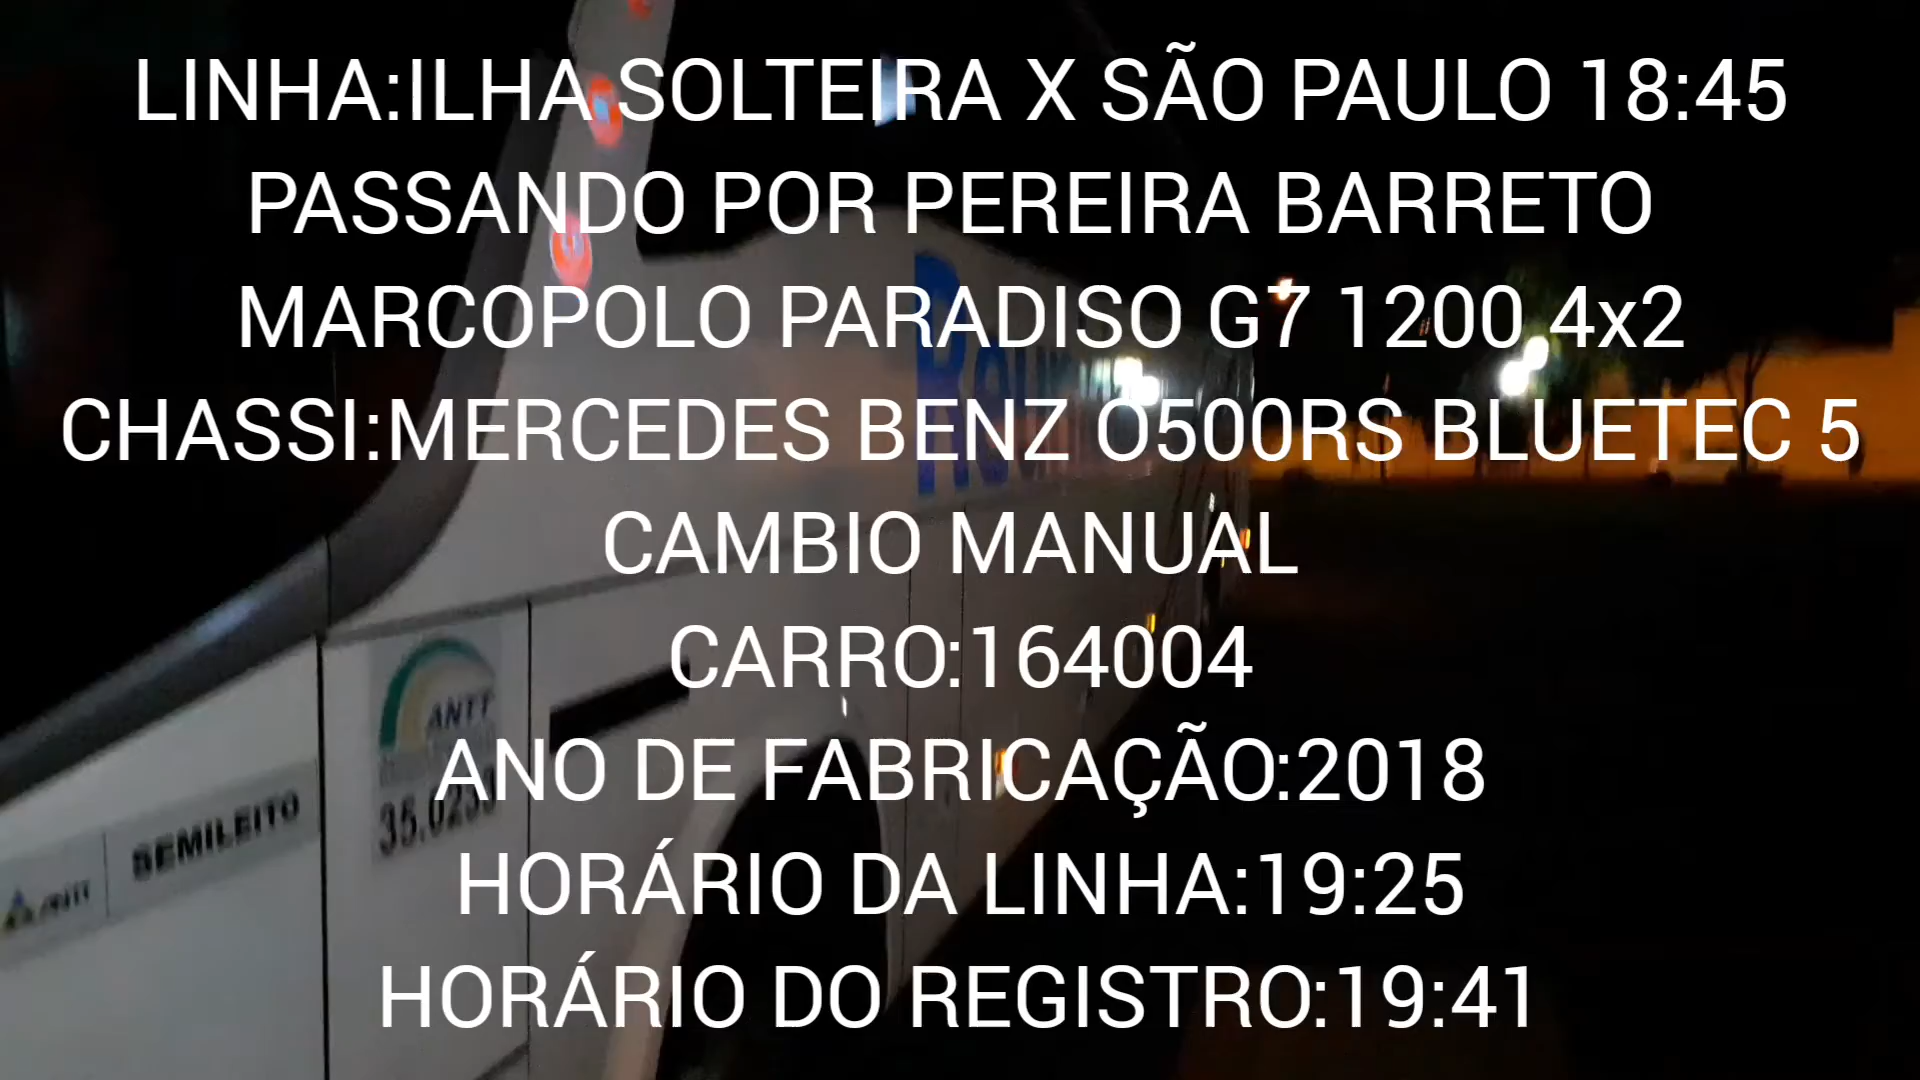 LINHA:ILHA SOLTEIRA X SÃO PAULO 18:45
PASSANDO POR PEREIRA BARRETO
MARCOPOLO PARADISO G7 1200 4x2
CHASSI:MERCEDES BENZ O500RS BLUETEC 5
CAMBIO MANUAL
CARRO:164004
ANO DE FABRICAÇÃO:2018
HORÁRIO DA LINHA:19:25
HORÁRIO DO REGISTRO:19:41
ANTT
SEMILEITO